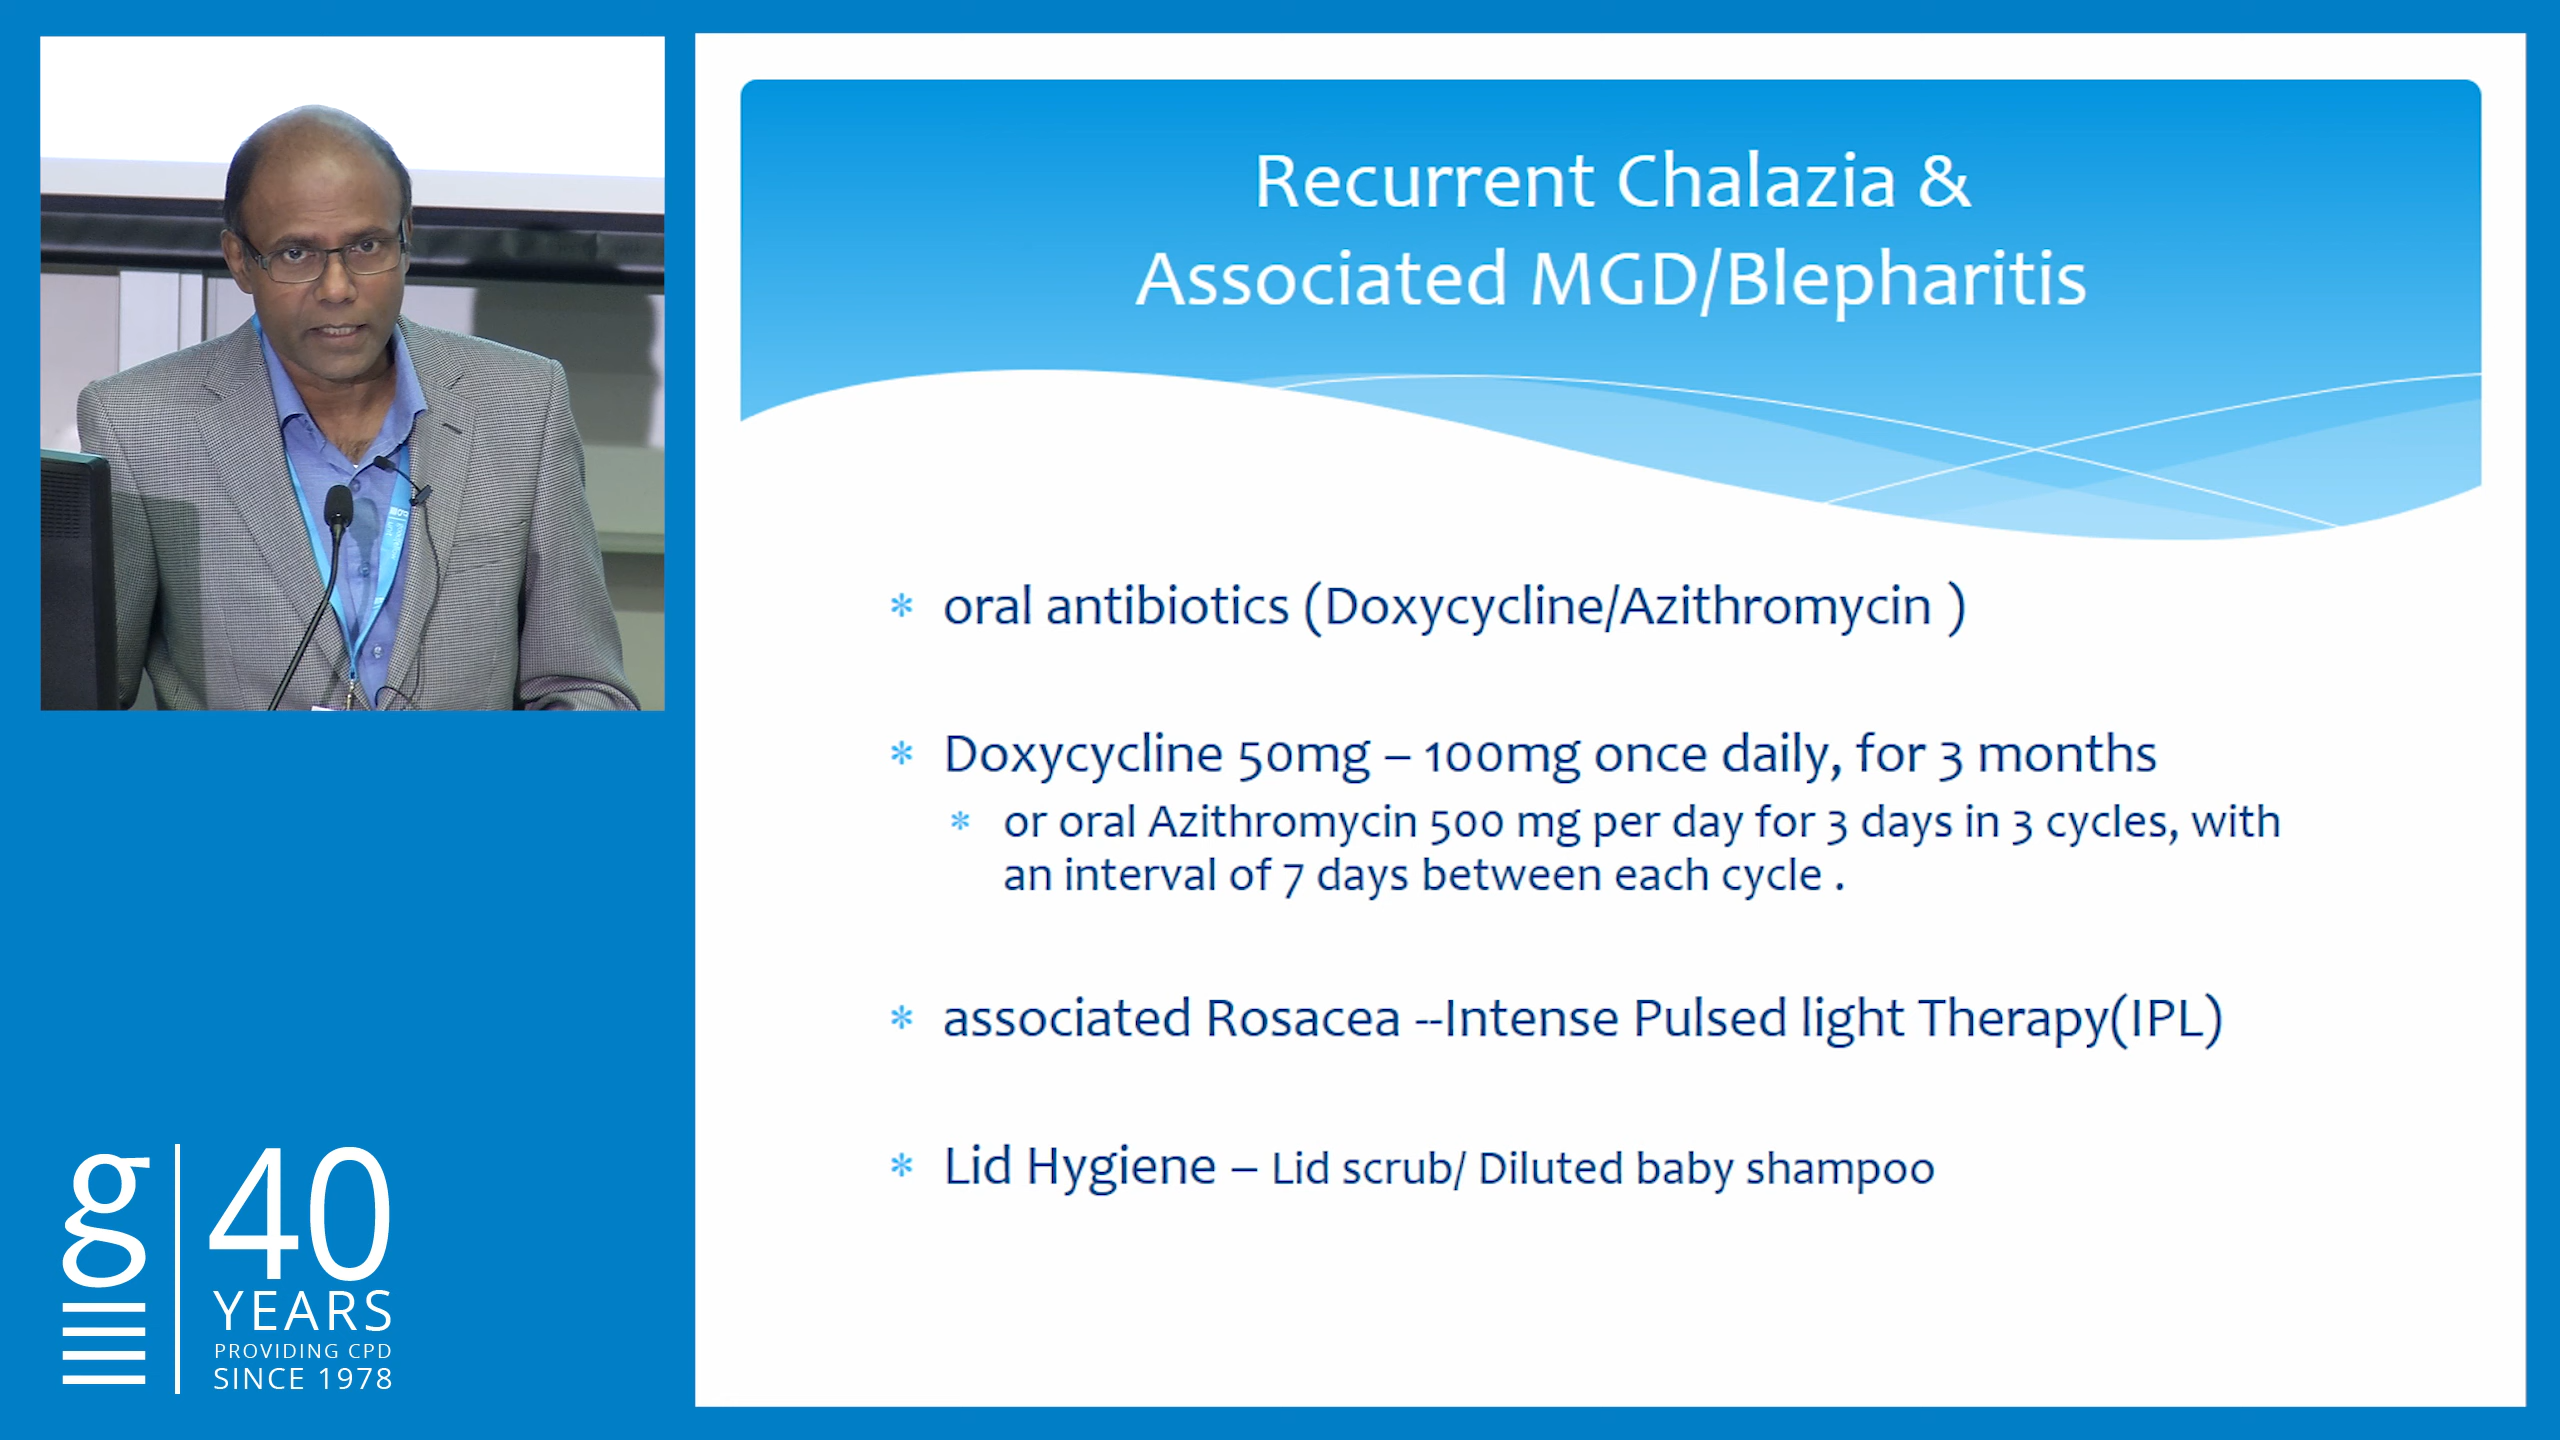 Recurrent Chalazia &
Associated MGD/Blepharitis
* oral antibiotics (Doxycycline/Azithromycin )
* Doxycycline 50mg – 100mg once daily, for 3 months
* or oral Azithromycin 500 mg per day for 3 days in 3 cycles, with
an interval of 7 days between each cycle .
* associated Rosacea --Intense Pulsed light Therapy(IPL)
* Lid Hygiene – Lid scrub/ Diluted baby shampoo
g
40
YEARS
PROVIDING CPD
SINCE 1978